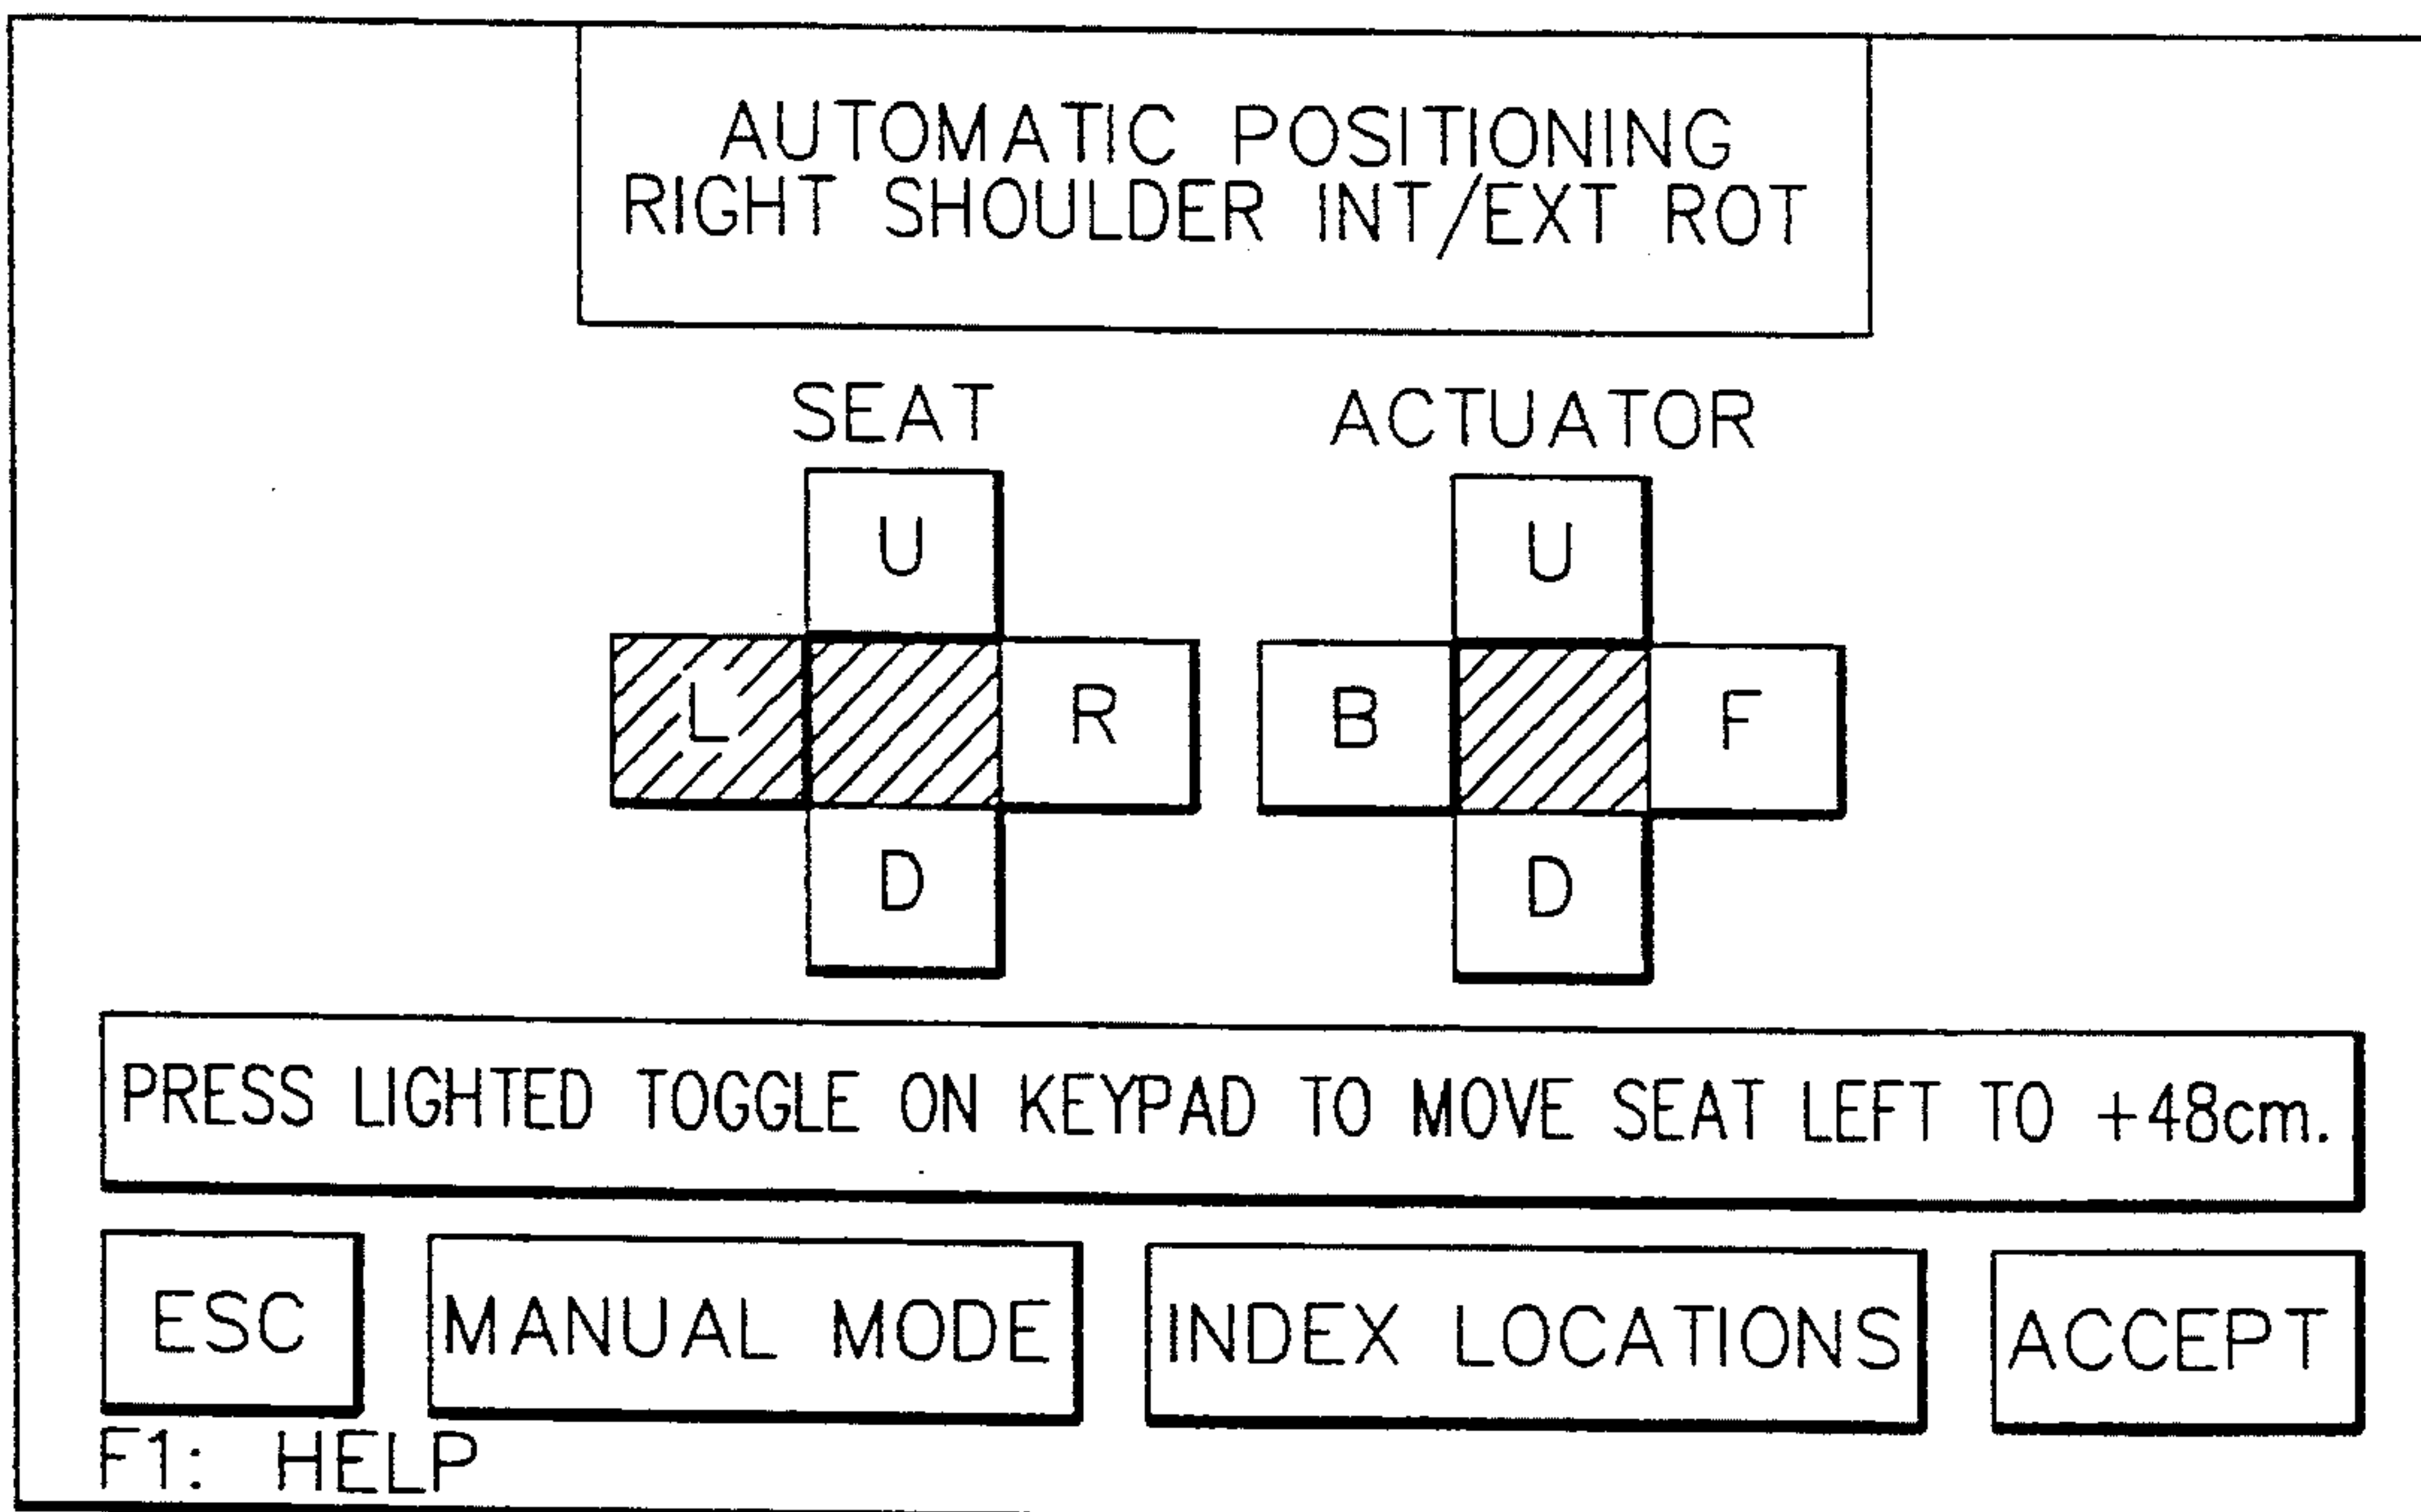 AUTOMATIC POSITIONING
RIGHT SHOULDER INT/EXT ROT
SEAT ACTUATOR
U U
L R B F
D D
PRESS LIGHTED TOGGLE ON KEYPAD TO MOVE SEAT LEFT TO +48cm.
ESC MANUAL MODE INDEX LOCATIONS ACCEPT
F1: HELP